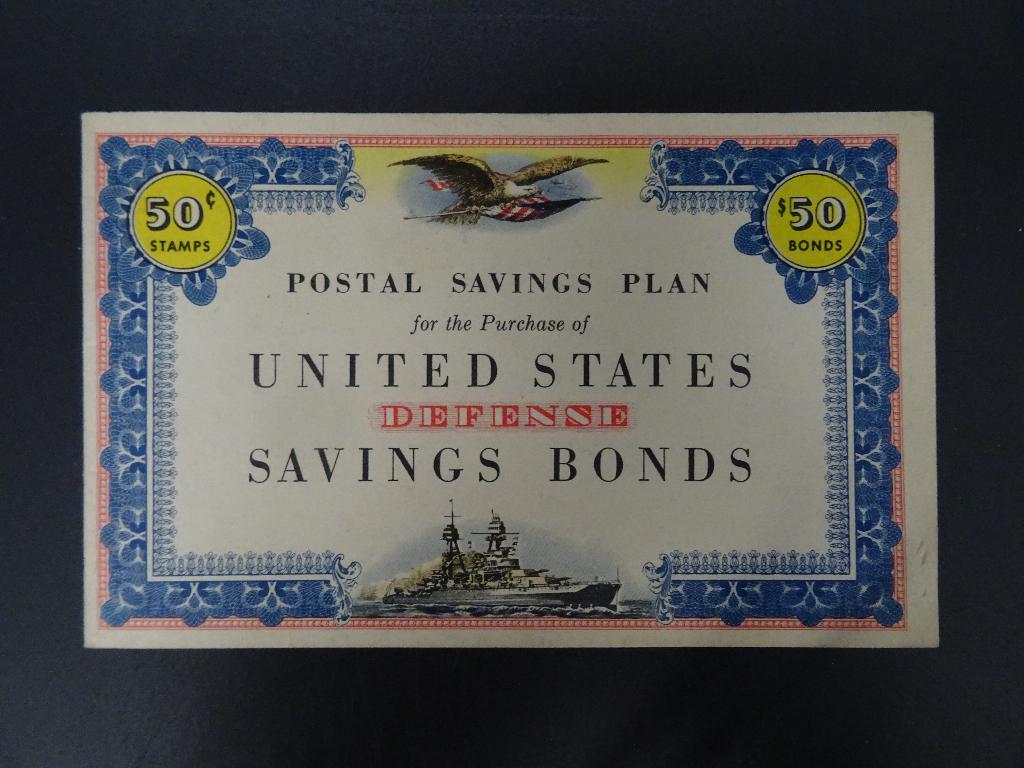 50¢
STAMPS
$50
BONDS
POSTAL SAVINGS PLAN
for the Purchase of
UNITED STATES
DEFENSE
SAVINGS BONDS